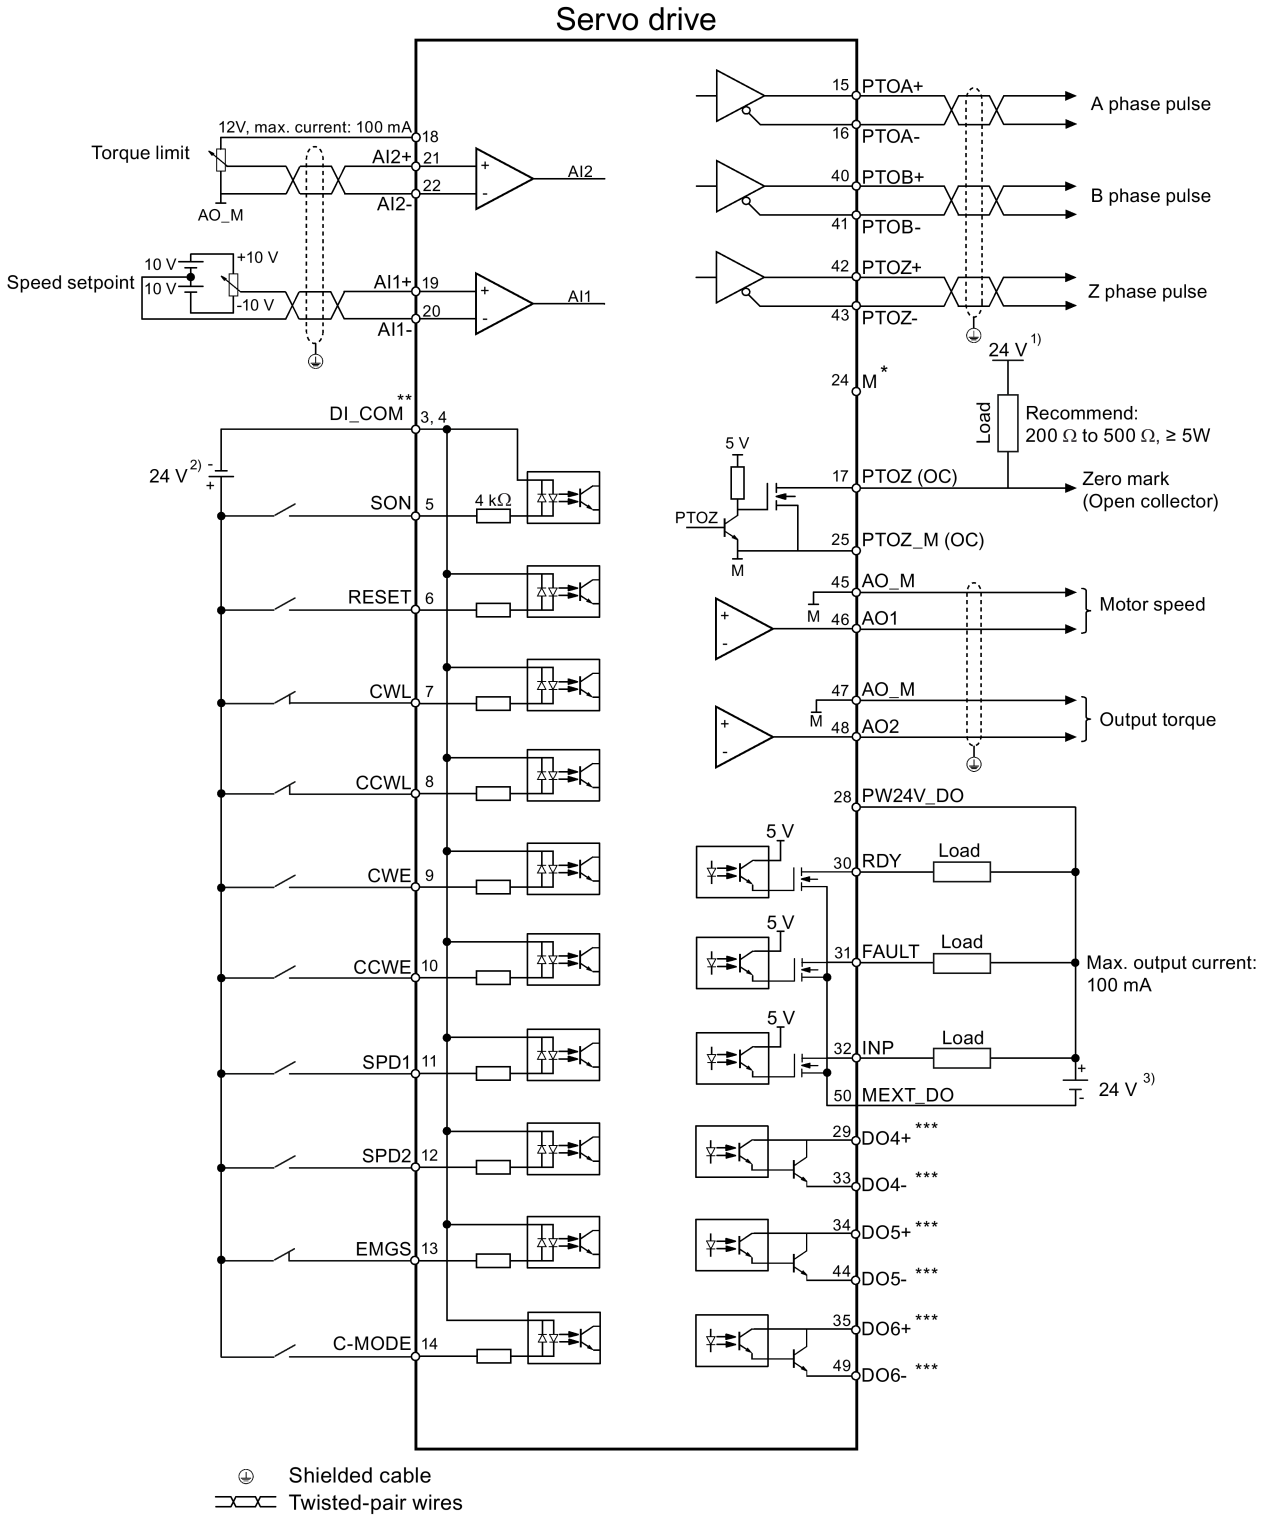 Servo drive
12V, max. current: 100 mA
18
Torque limit
AI2+
21
22
AI2-
AO_M
+
-
AI2
10 V
+10 V
Speed setpoint
10 V
-10 V
AI1+
19
20
AI1-
+
-
AI1
**
DI_COM
3, 4
24 V 2)
-
+
SON
5
4 kΩ
RESET
6
CWL
7
CCWL
8
CWE
9
CCWE
10
SPD1
11
SPD2
12
EMGS
13
C-MODE
14
15
PTOA+
16
PTOA-
A phase pulse
40
PTOB+
41
PTOB-
B phase pulse
42
PTOZ+
43
PTOZ-
Z phase pulse
24 V 1)
24
M *
Load
Recommend:
200 Ω to 500 Ω, ≥ 5W
5 V
17
PTOZ (OC)
Zero mark
(Open collector)
PTOZ
M
25
PTOZ_M (OC)
45
AO_M
M
46
AO1
+
-
Motor speed
47
AO_M
M
48
AO2
+
-
Output torque
28
PW24V_DO
5 V
30
RDY
Load
5 V
31
FAULT
Load
Max. output current:
100 mA
5 V
32
INP
Load
+
-
24 V 3)
50
MEXT_DO
29
DO4+ ***
33
DO4- ***
34
DO5+ ***
44
DO5- ***
35
DO6+ ***
49
DO6- ***
Shielded cable
Twisted-pair wires